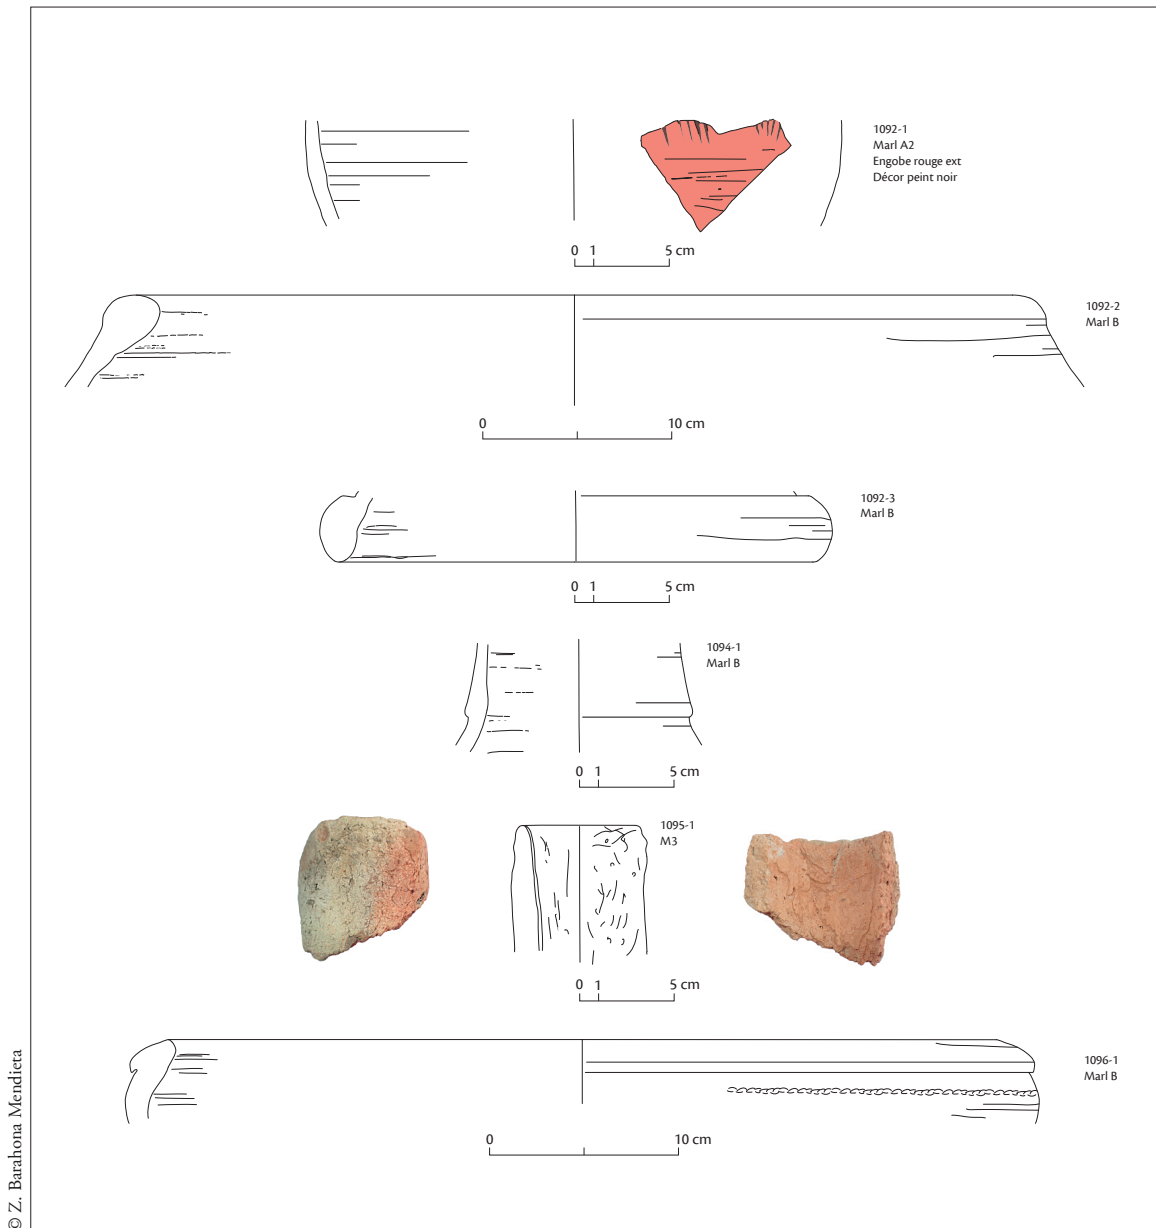 1092-1
Marl A2
Engobe rouge ext
Décor peint noir
0 1 5 cm
1092-2
Marl B
0 10 cm
1092-3
Marl B
0 1 5 cm
1094-1
Marl B
0 1 5 cm
1095-1
M3
0 1 5 cm
1096-1
Marl B
0 10 cm
© Z. Barahona Mendieta